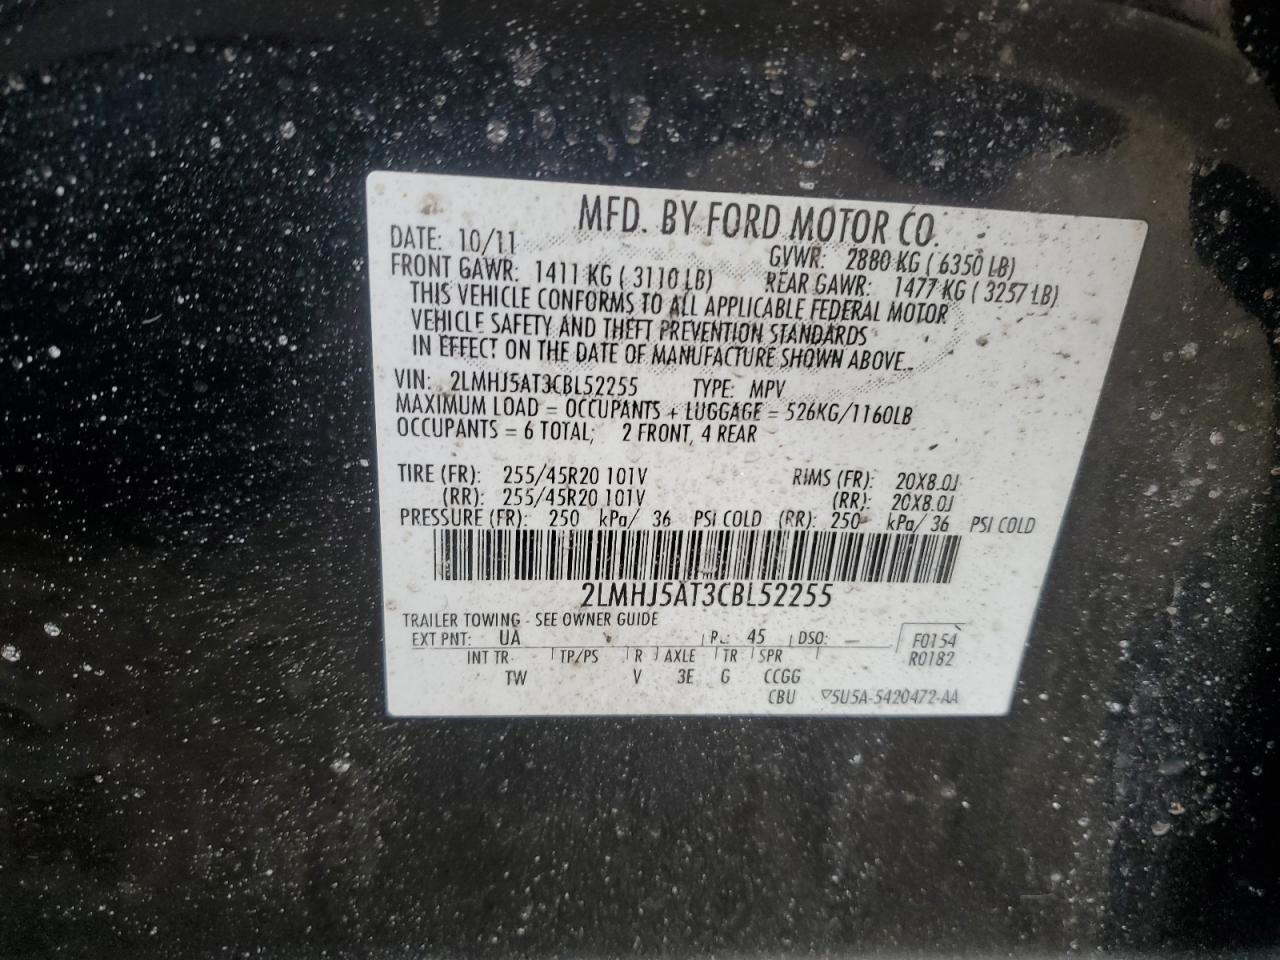 MFD. BY FORD MOTOR CO.
DATE: 10/11 GVWR: 2880 KG ( 6350 LB)
FRONT GAWR: 1411 KG ( 3110 LB) REAR GAWR: 1477 KG ( 3257 LB)
THIS VEHICLE CONFORMS TO ALL APPLICABLE FEDERAL MOTOR
VEHICLE SAFETY AND THEFT PREVENTION STANDARDS
IN EFFECT ON THE DATE OF MANUFACTURE SHOWN ABOVE.
VIN: 2LMHJ5AT3CBL52255 TYPE: MPV
MAXIMUM LOAD = OCCUPANTS + LUGGAGE = 526KG/1160LB
OCCUPANTS = 6 TOTAL; 2 FRONT, 4 REAR
TIRE (FR): 255/45R20 101V RIMS (FR): 20X8.0J
(RR): 255/45R20 101V (RR): 20X8.0J
PRESSURE (FR): 250 kPa/ 36 PSI COLD (RR): 250 kPa/ 36 PSI COLD
2LMHJ5AT3CBL52255
TRAILER TOWING - SEE OWNER GUIDE
EXT PNT: UA 45 DSO: — F0154
INT TR TP/PS R AXLE TR SPR R0182
TW V 3E G CCGG
CBU ▽5U5A-5420472-AA